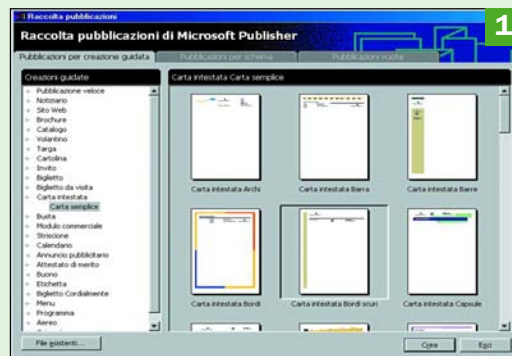 Raccolta pubblicazioni
1
Raccolta pubblicazioni di Microsoft Publisher
Pubblicazioni per creazione guidata
Pubblicazioni per schema
Pubblicazioni vuote
Creazioni guidate
Pubblicazione veloce
Notiziario
Sito Web
Brochure
Catalogo
Volantino
Targa
Cartolina
Invito
Biglietto
Biglietto da visita
Carta intestata
Carta semplice
Busta
Modulo commerciale
Striscione
Calendario
Annuncio pubblicitario
Attestato di merito
Buono
Etichetta
Biglietto Cordialmente
Menu
Programma
Aereo
File esistenti...
Carta intestata Carta semplice
Carta intestata Archi
Carta intestata Barra
Carta intestata Barre
Carta intestata Bordi
Carta intestata Bordi scuri
Carta intestata Capsule
Crea
Esci